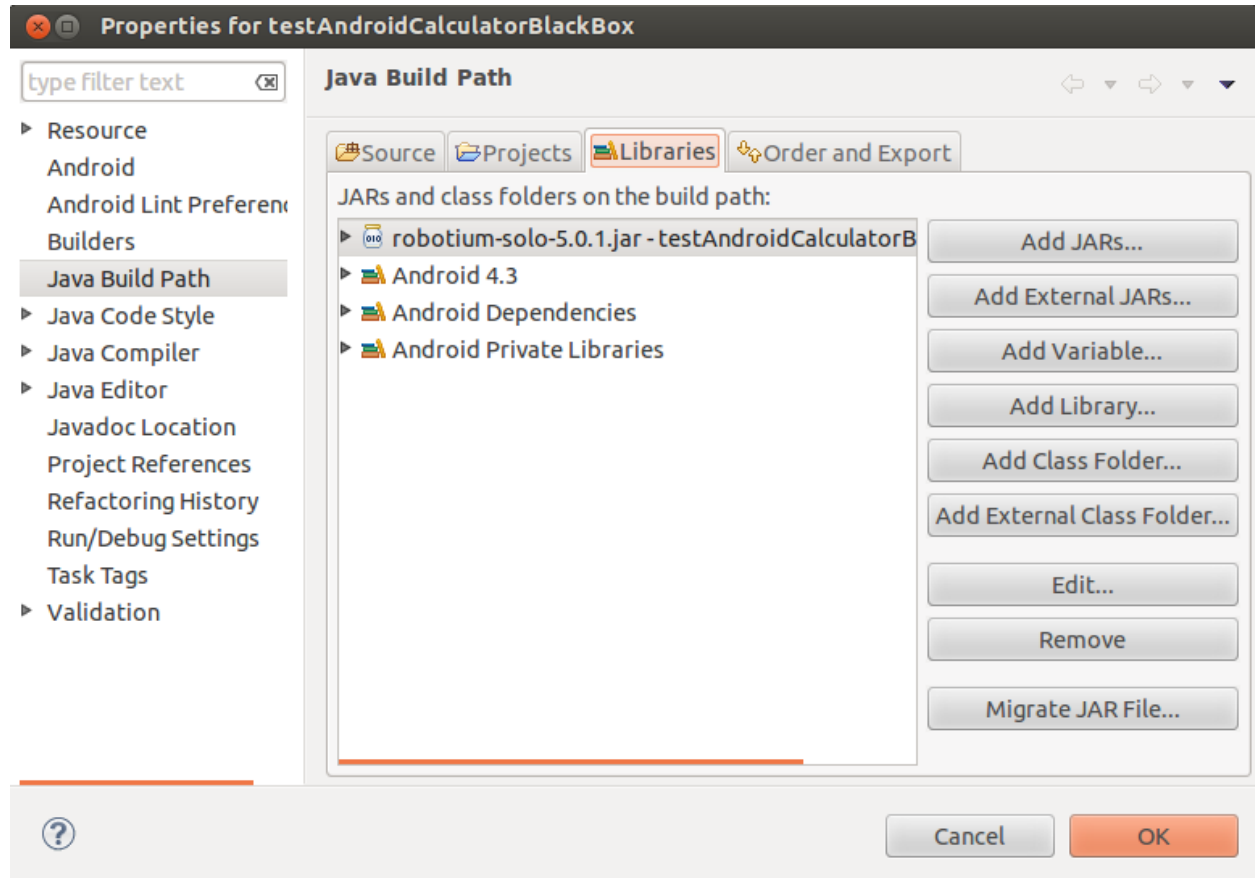 Properties for testAndroidCalculatorBlackBox
type filter text
Resource
Android
Android Lint Preferen
Builders
Java Build Path
Java Code Style
Java Compiler
Java Editor
Javadoc Location
Project References
Refactoring History
Run/Debug Settings
Task Tags
Validation
Java Build Path
Source Projects Libraries Order and Export
JARs and class folders on the build path:
robotium-solo-5.0.1.jar - testAndroidCalculatorB
Android 4.3
Android Dependencies
Android Private Libraries
Add JARs...
Add External JARs...
Add Variable...
Add Library...
Add Class Folder...
Add External Class Folder...
Edit...
Remove
Migrate JAR File...
?
Cancel
OK